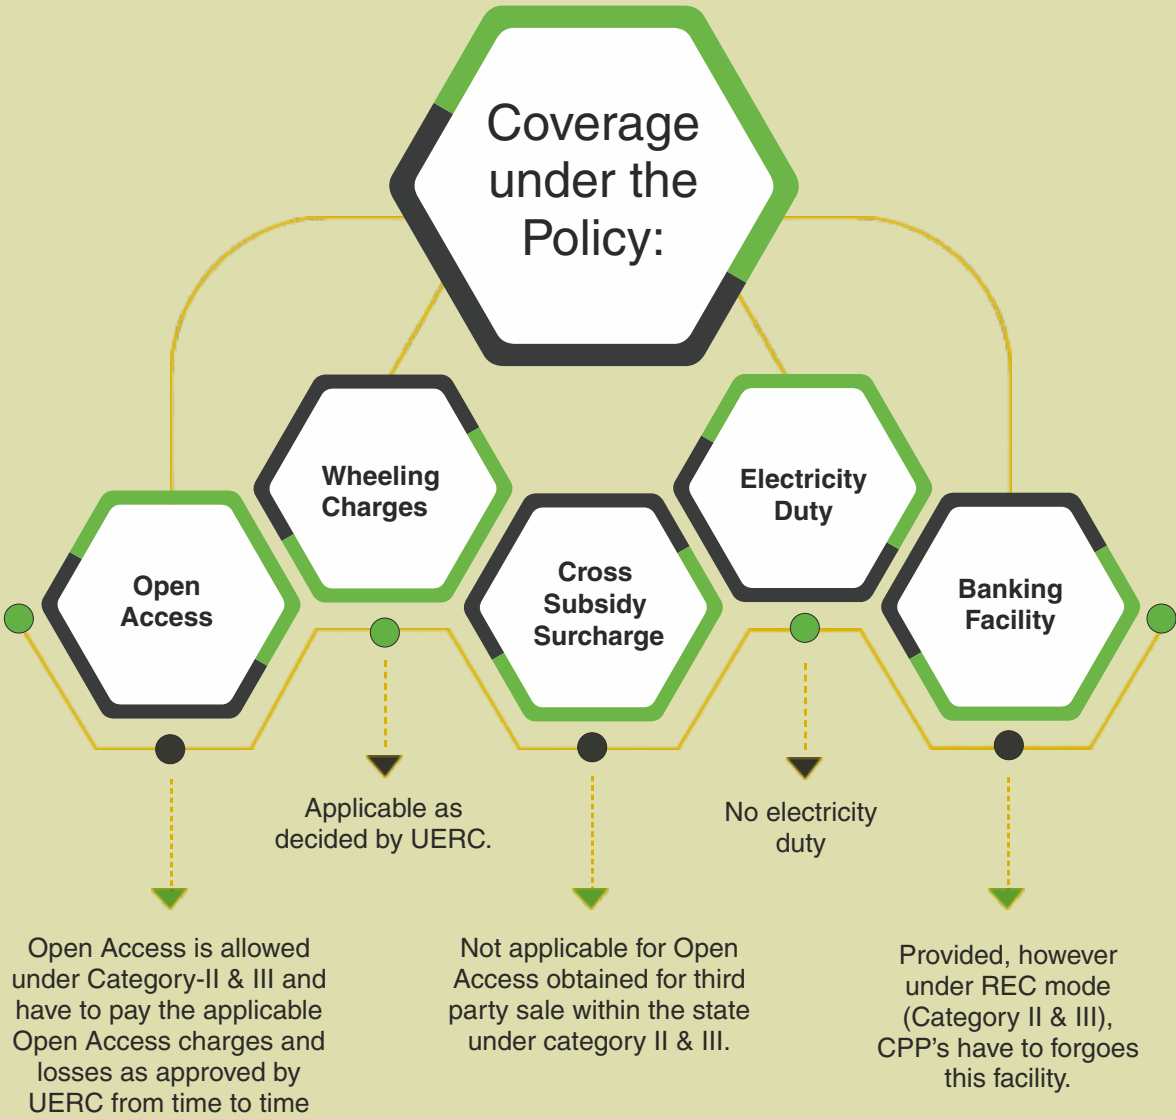 Coverage
under the
Policy:
Open
Access
Wheeling
Charges
Cross
Subsidy
Surcharge
Electricity
Duty
Banking
Facility
Open Access is allowed
under Category-II & III and
have to pay the applicable
Open Access charges and
losses as approved by
UERC from time to time
Applicable as
decided by UERC.
Not applicable for Open
Access obtained for third
party sale within the state
under category II & III.
No electricity
duty
Provided, however
under REC mode
(Category II & III),
CPP's have to forgoes
this facility.